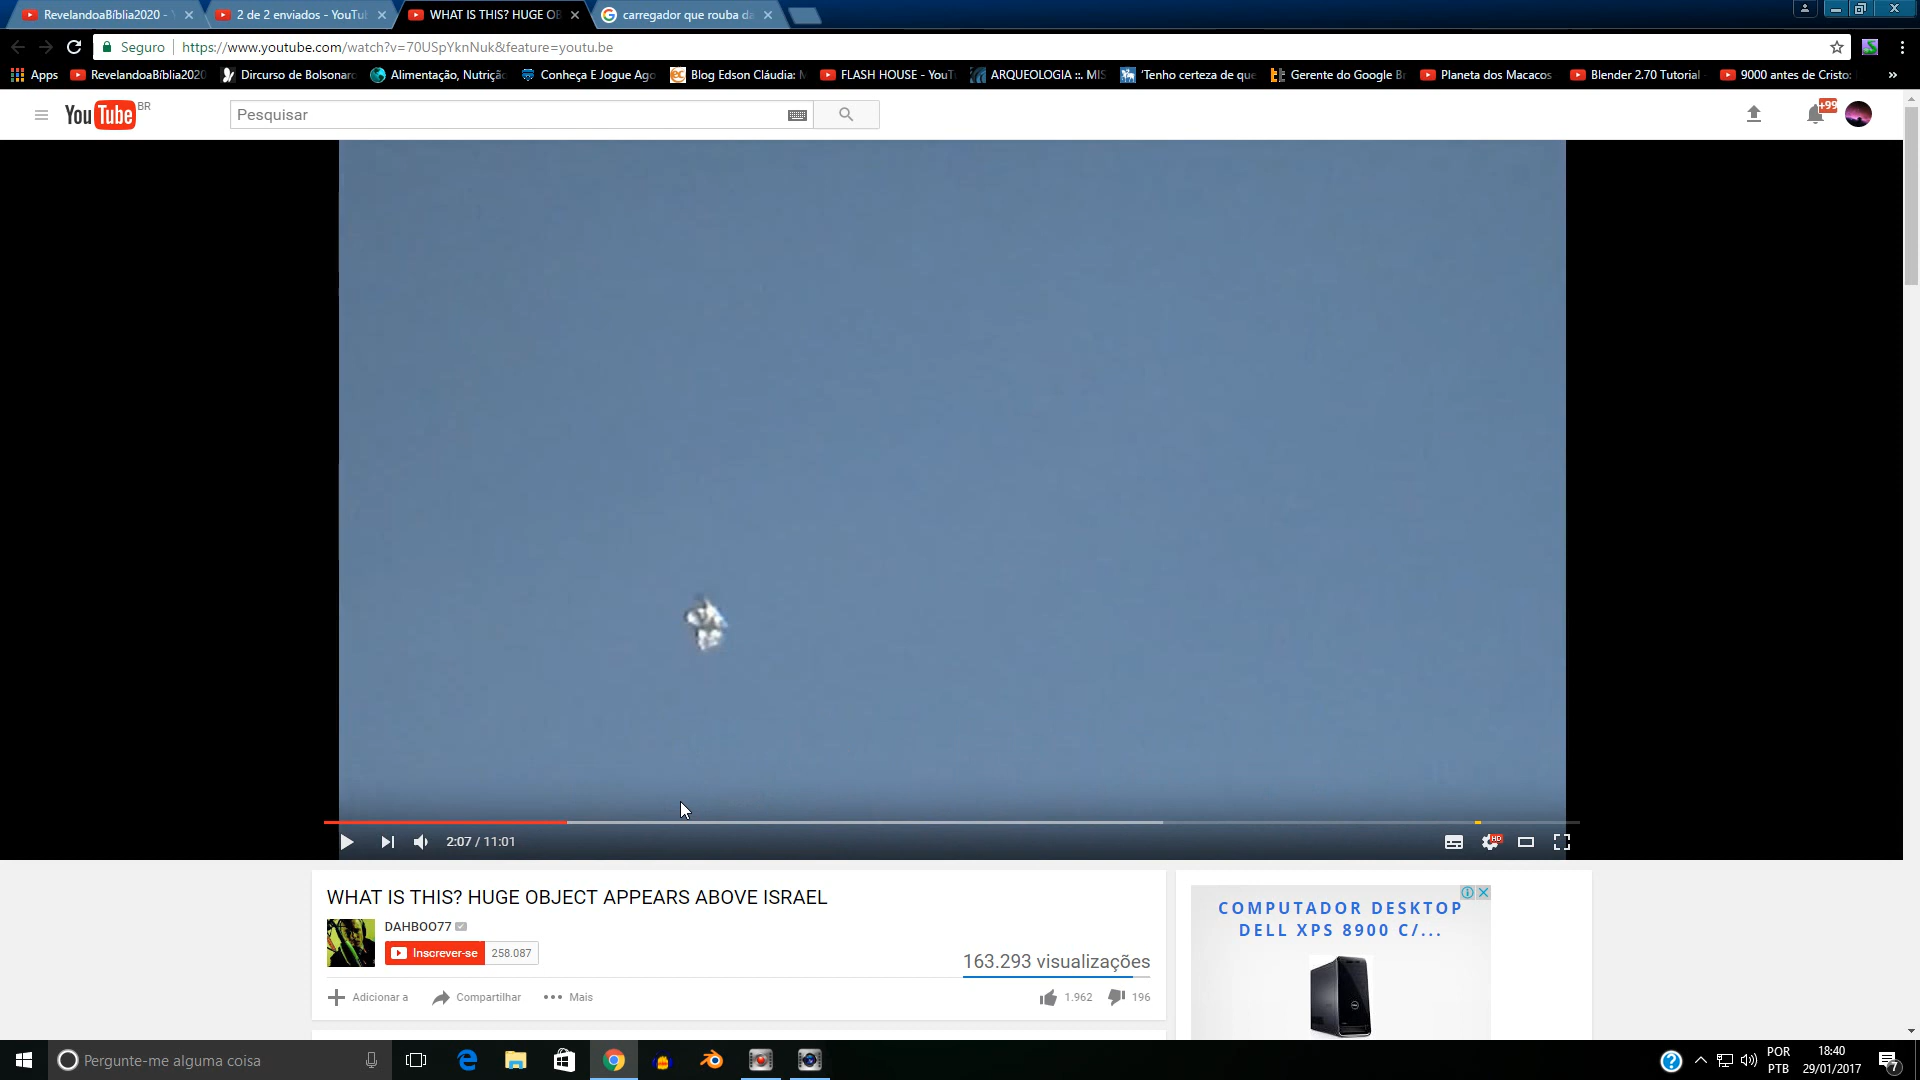 RevelandoaBíblia2020 -
2 de 2 enviados - YouTu
WHAT IS THIS? HUGE OB
carregador que rouba da
Seguro
https://www.youtube.com/watch?v=70USpYknNuk&feature=youtu.be
Apps
RevelandoaBíblia2020
Dircurso de Bolsonaro
Alimentação, Nutriçã
Conheça E Jogue Ago
Blog Edson Cláudia: M
FLASH HOUSE - YouT
ARQUEOLOGIA ::. MIS
'Tenho certeza de que
Gerente do Google B
Planeta dos Macacos
Blender 2.70 Tutorial
9000 antes de Cristo:
»
YouTube BR
Pesquisar
+99
2:07 / 11:01
HD
WHAT IS THIS? HUGE OBJECT APPEARS ABOVE ISRAEL
DAHBOO77
Inscrever-se 258.087
163.293 visualizações
Adicionar a
Compartilhar
Mais
1.962
196
COMPUTADOR DESKTOP
DELL XPS 8900 C/...
Pergunte-me alguma coisa
POR
PTB
18:40
29/01/2017
7